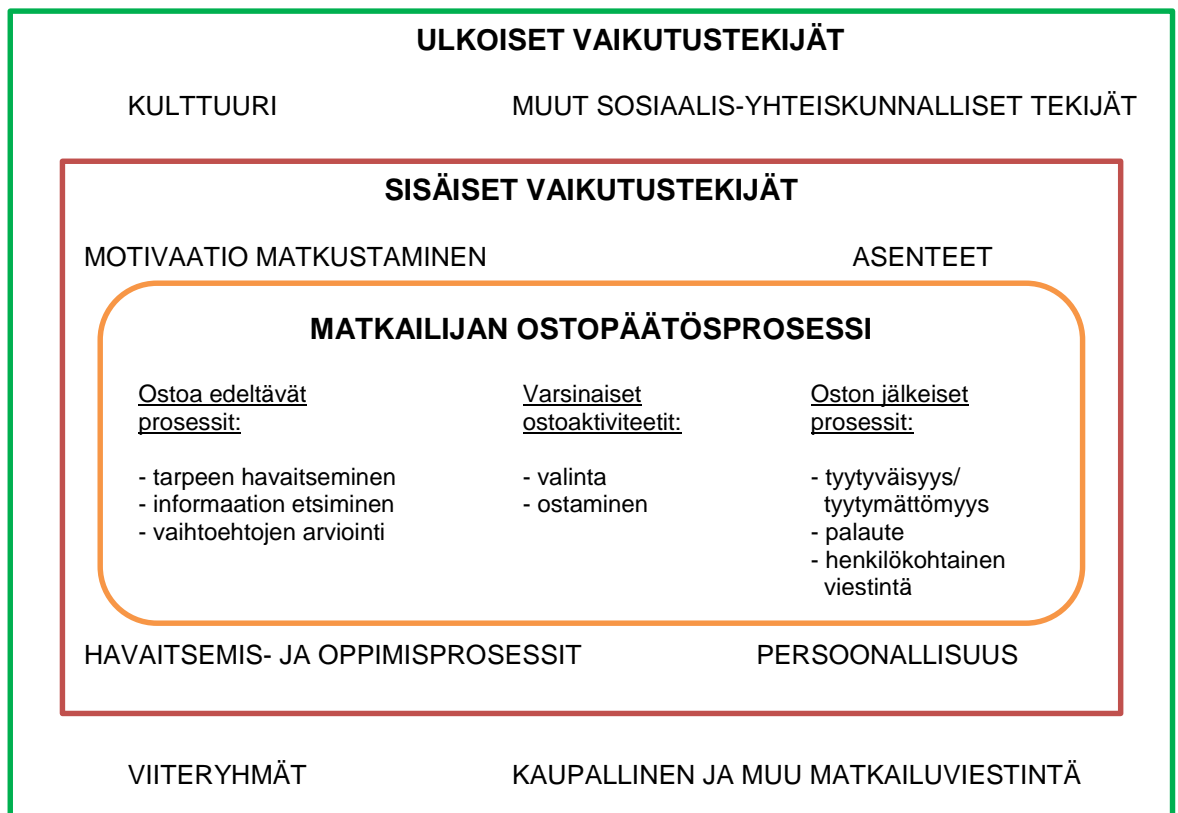 ULKOISET VAIKUTUSTEKIJÄT
KULTTUURI
MUUT SOSIAALIS-YHTEISKUNNALLISET TEKIJÄT
SISÄISET VAIKUTUSTEKIJÄT
MOTIVAATIO MATKUSTAMINEN
ASENTEET
MATKAILIJAN OSTOPÄÄTÖSPROSESSI
Ostoa edeltävät
prosessit:
- tarpeen havaitseminen
- informaation etsiminen
- vaihtoehtojen arviointi
Varsinaiset
ostoaktiviteetit:
- valinta
- ostaminen
Oston jälkeiset
prosessit:
- tyytyväisyys/
tyytymättömyys
- palaute
- henkilökohtainen
viestintä
HAVAITSEMIS- JA OPPIMISPROSESSIT
PERSOONALLISUUS
VIITERYHMÄT
KAUPALLINEN JA MUU MATKAILUVIESTINTÄ